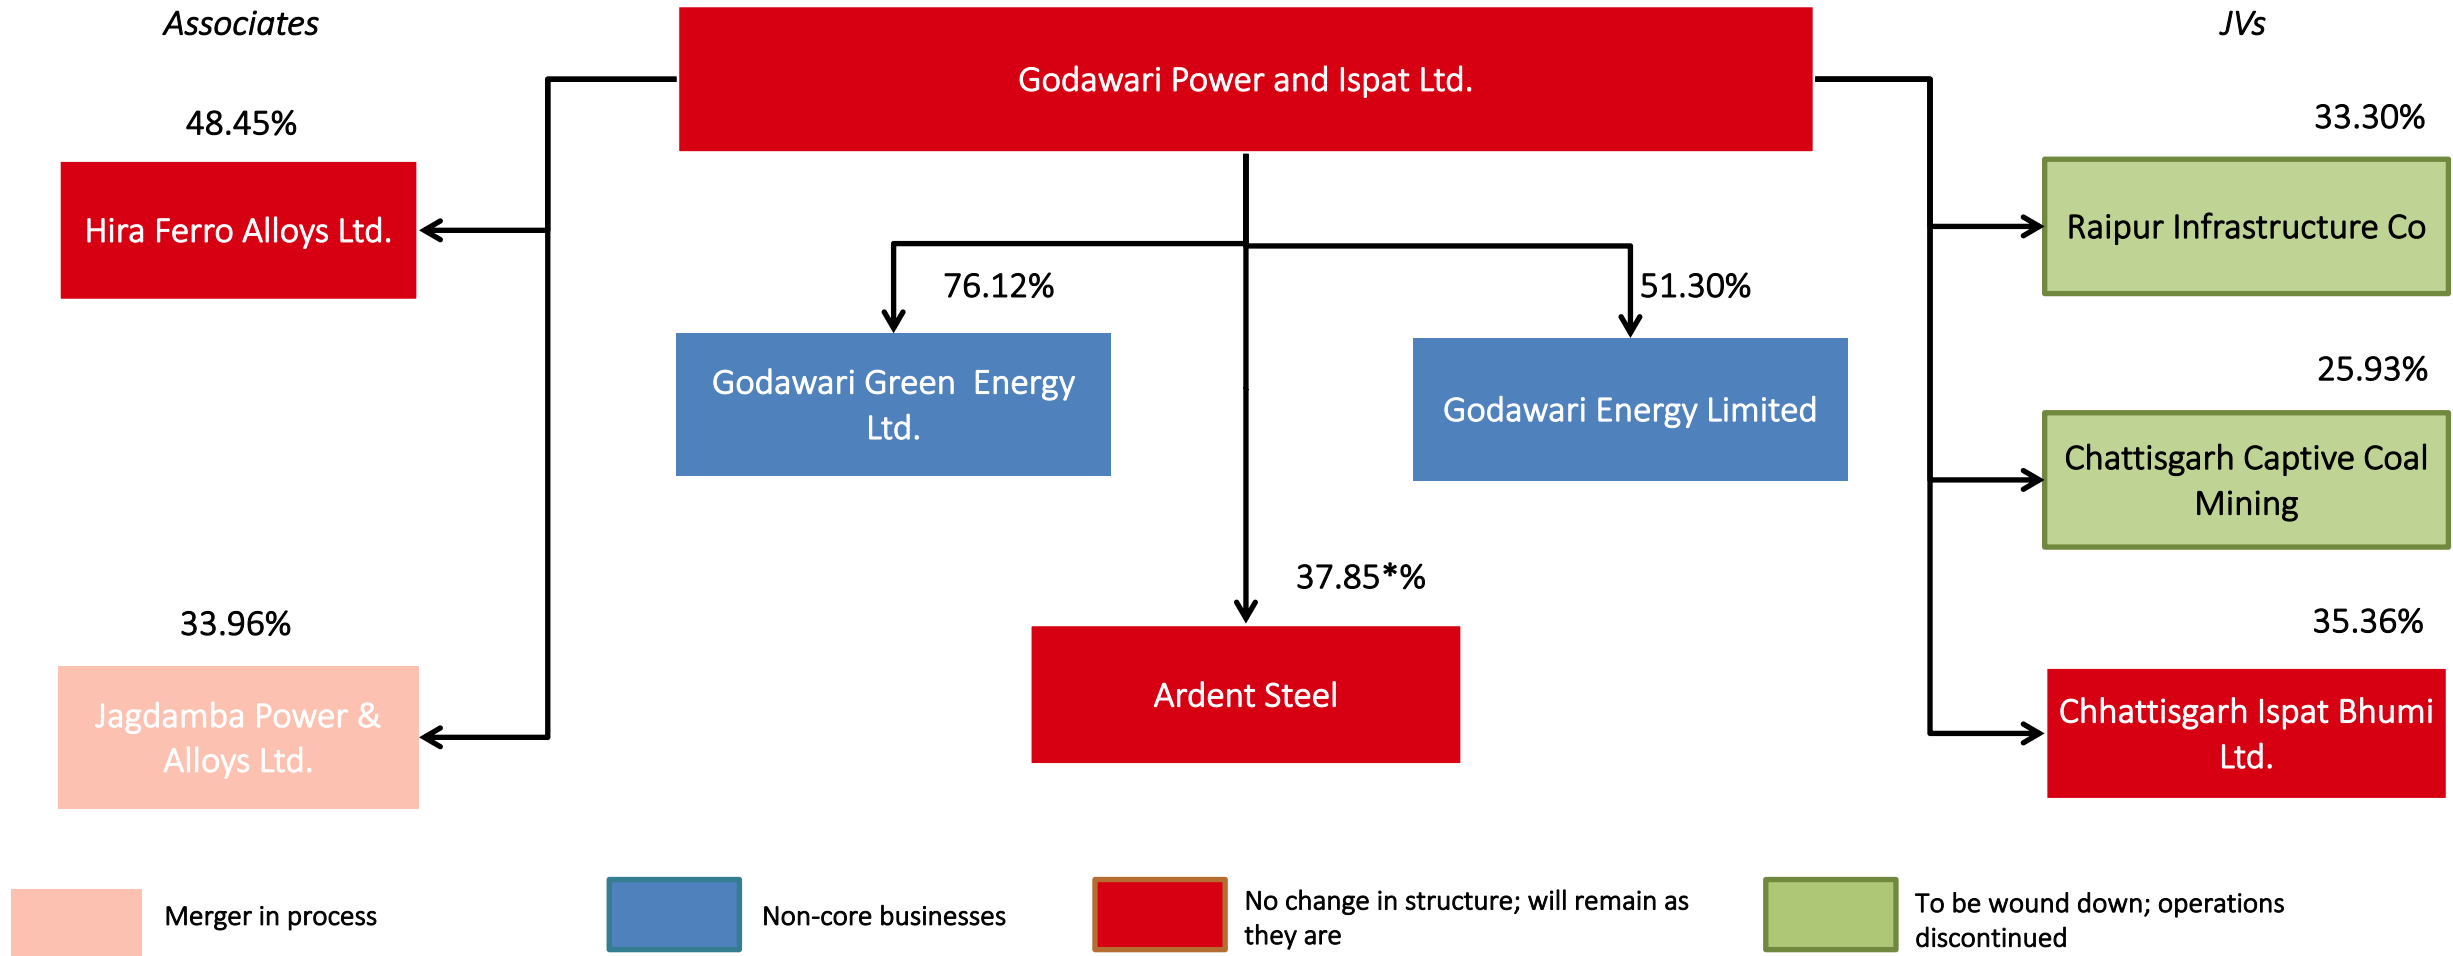 Associates
Godawari Power and Ispat Ltd.
JVs
48.45%
33.30%
Hira Ferro Alloys Ltd.
Raipur Infrastructure Co
76.12%
51.30%
Godawari Green Energy
Ltd.
Godawari Energy Limited
25.93%
Chattisgarh Captive Coal
Mining
37.85*%
33.96%
35.36%
Jagdamba Power &
Alloys Ltd.
Ardent Steel
Chhattisgarh Ispat Bhumi
Ltd.
Merger in process
Non-core businesses
No change in structure; will remain as
they are
To be wound down; operations
discontinued